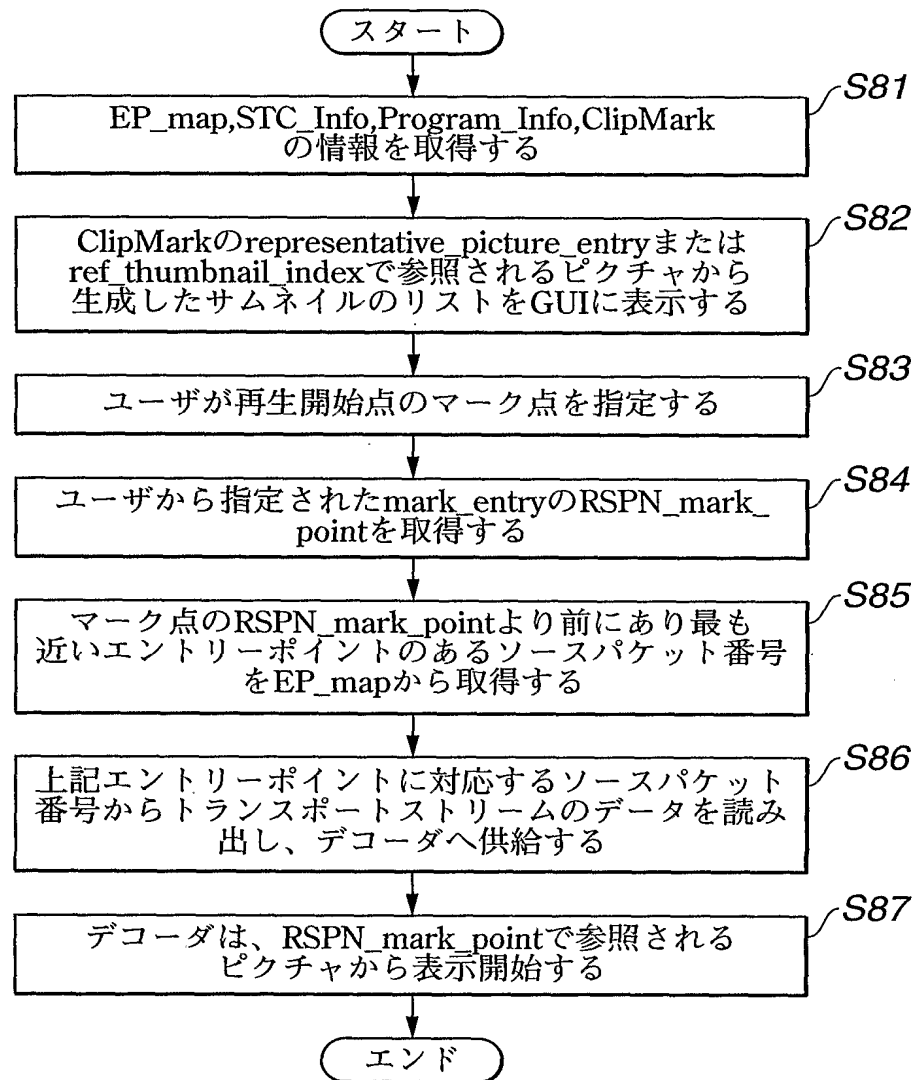 スタート
S81
EP_map,STC_Info,Program_Info,ClipMark
の情報を取得する
S82
ClipMarkのrepresentative_picture_entryまたは
ref_thumbnail_indexで参照されるピクチャから
生成したサムネイルのリストをGUIに表示する
S83
ユーザが再生開始点のマーク点を指定する
S84
ユーザから指定されたmark_entryのRSPN_mark_
pointを取得する
S85
マーク点のRSPN_mark_pointより前にあり最も
近いエントリーポイントのあるソースパケット番号
をEP_mapから取得する
S86
上記エントリーポイントに対応するソースパケット
番号からトランスポートストリームのデータを読み
出し、デコーダへ供給する
S87
デコーダは、RSPN_mark_pointで参照される
ピクチャから表示開始する
エンド